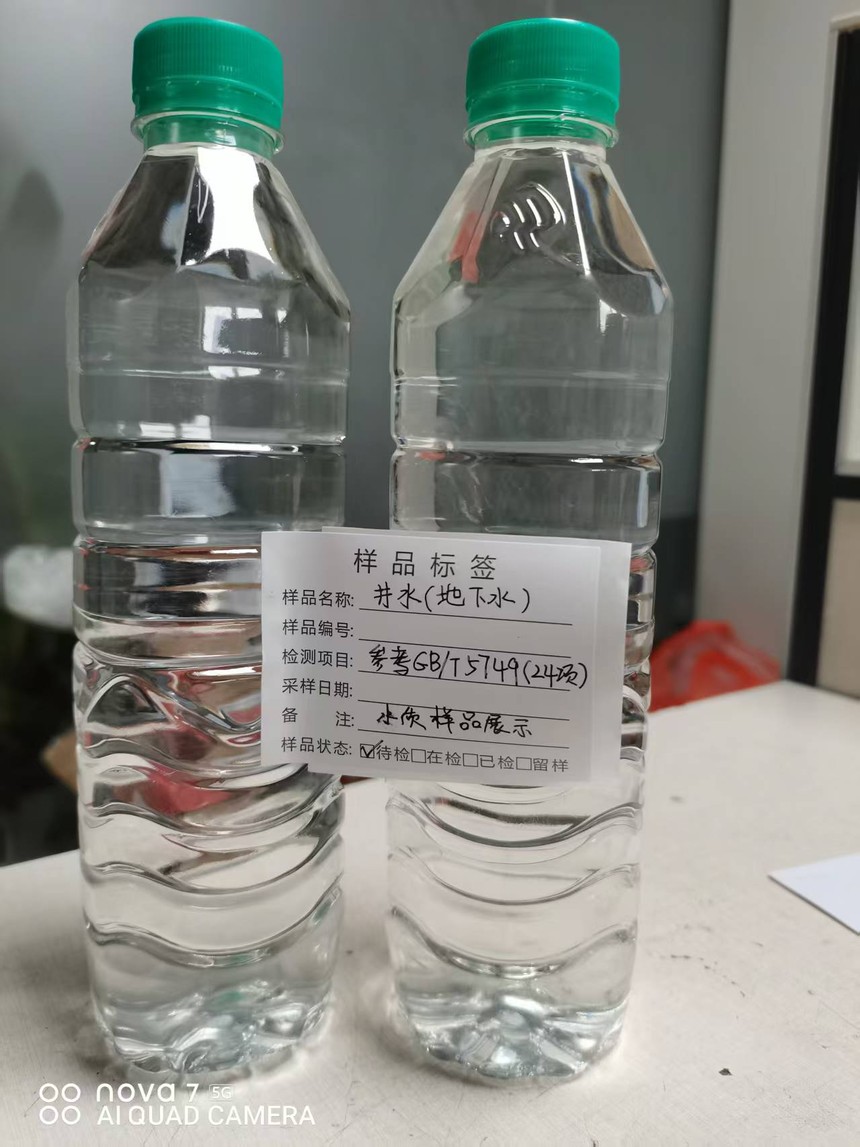 样品标签
样品名称: 井水(地下水)
样品编号:
检测项目: 参考GB/T5749(24项)
采样日期:
备 注: 水质样品展示
样品状态: ☑待检☐在检☐已检☐留样
nova 7 5G
AI QUAD CAMERA